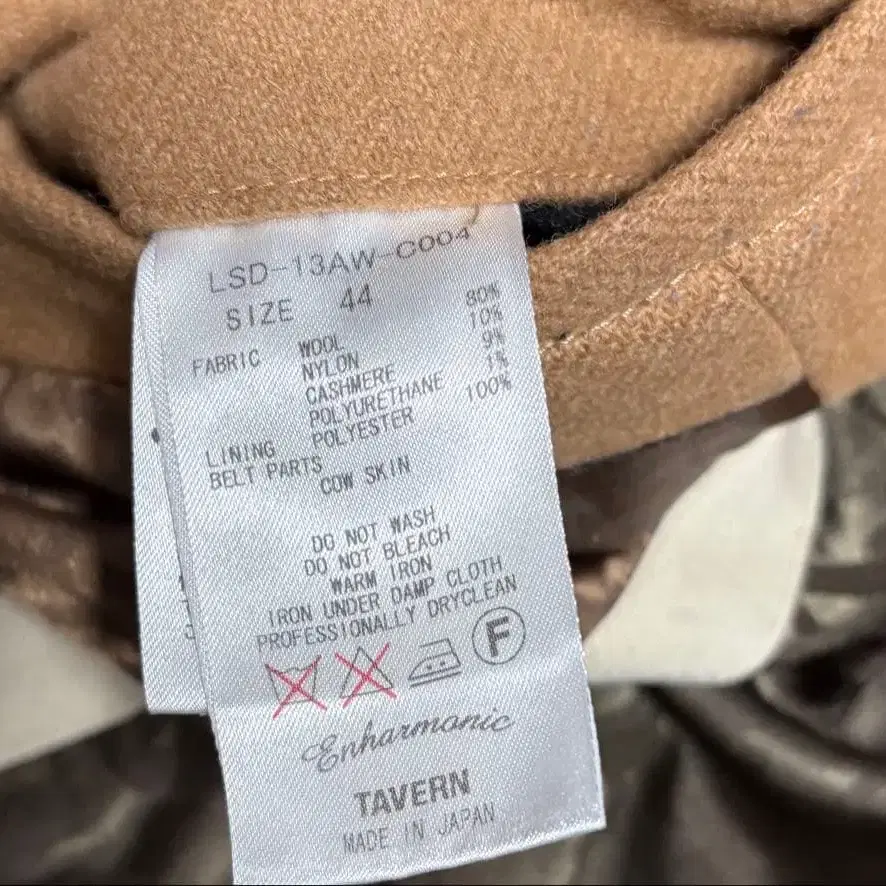 LSD-13AW-C004
SIZE 44
FABRIC WOOL 80%
NYLON 10%
CASHMERE 9%
POLYURETHANE 1%
LINING POLYESTER 100%
BELT PARTS
COW SKIN
DO NOT WASH
DO NOT BLEACH
WARM IRON
IRON UNDER DAMP CLOTH
PROFESSIONALLY DRYCLEAN
F
Enharmonic
TAVERN
MADE IN JAPAN